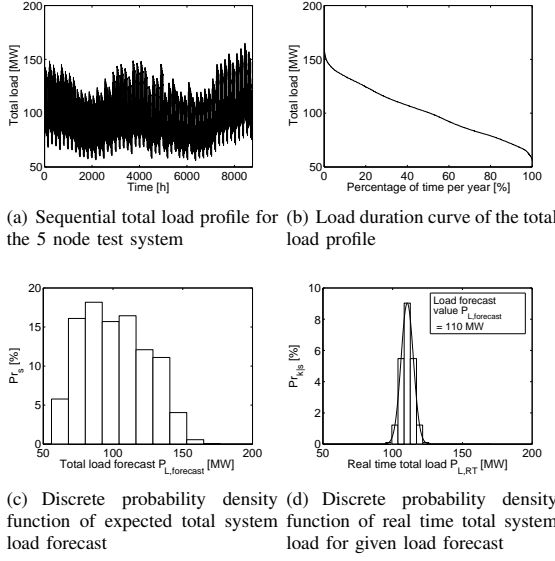 200
150
100
50
Total load [MW]
0 2000 4000 6000 8000
Time [h]
(a) Sequential total load profile for
the 5 node test system
200
150
100
50
Total load [MW]
0 20 40 60 80 100
Percentage of time per year [%]
(b) Load duration curve of the total
load profile
20
15
10
5
0
Pr_s [%]
50 100 150 200
Total load forecast P_L,forecast [MW]
(c) Discrete probability density
function of expected total system
load forecast
10
8
6
4
2
0
Pr_k|s [%]
Load forecast
value P_L,forecast
= 110 MW
50 100 150 200
Real time total load P_L,RT [MW]
(d) Discrete probability density
function of real time total system
load for given load forecast